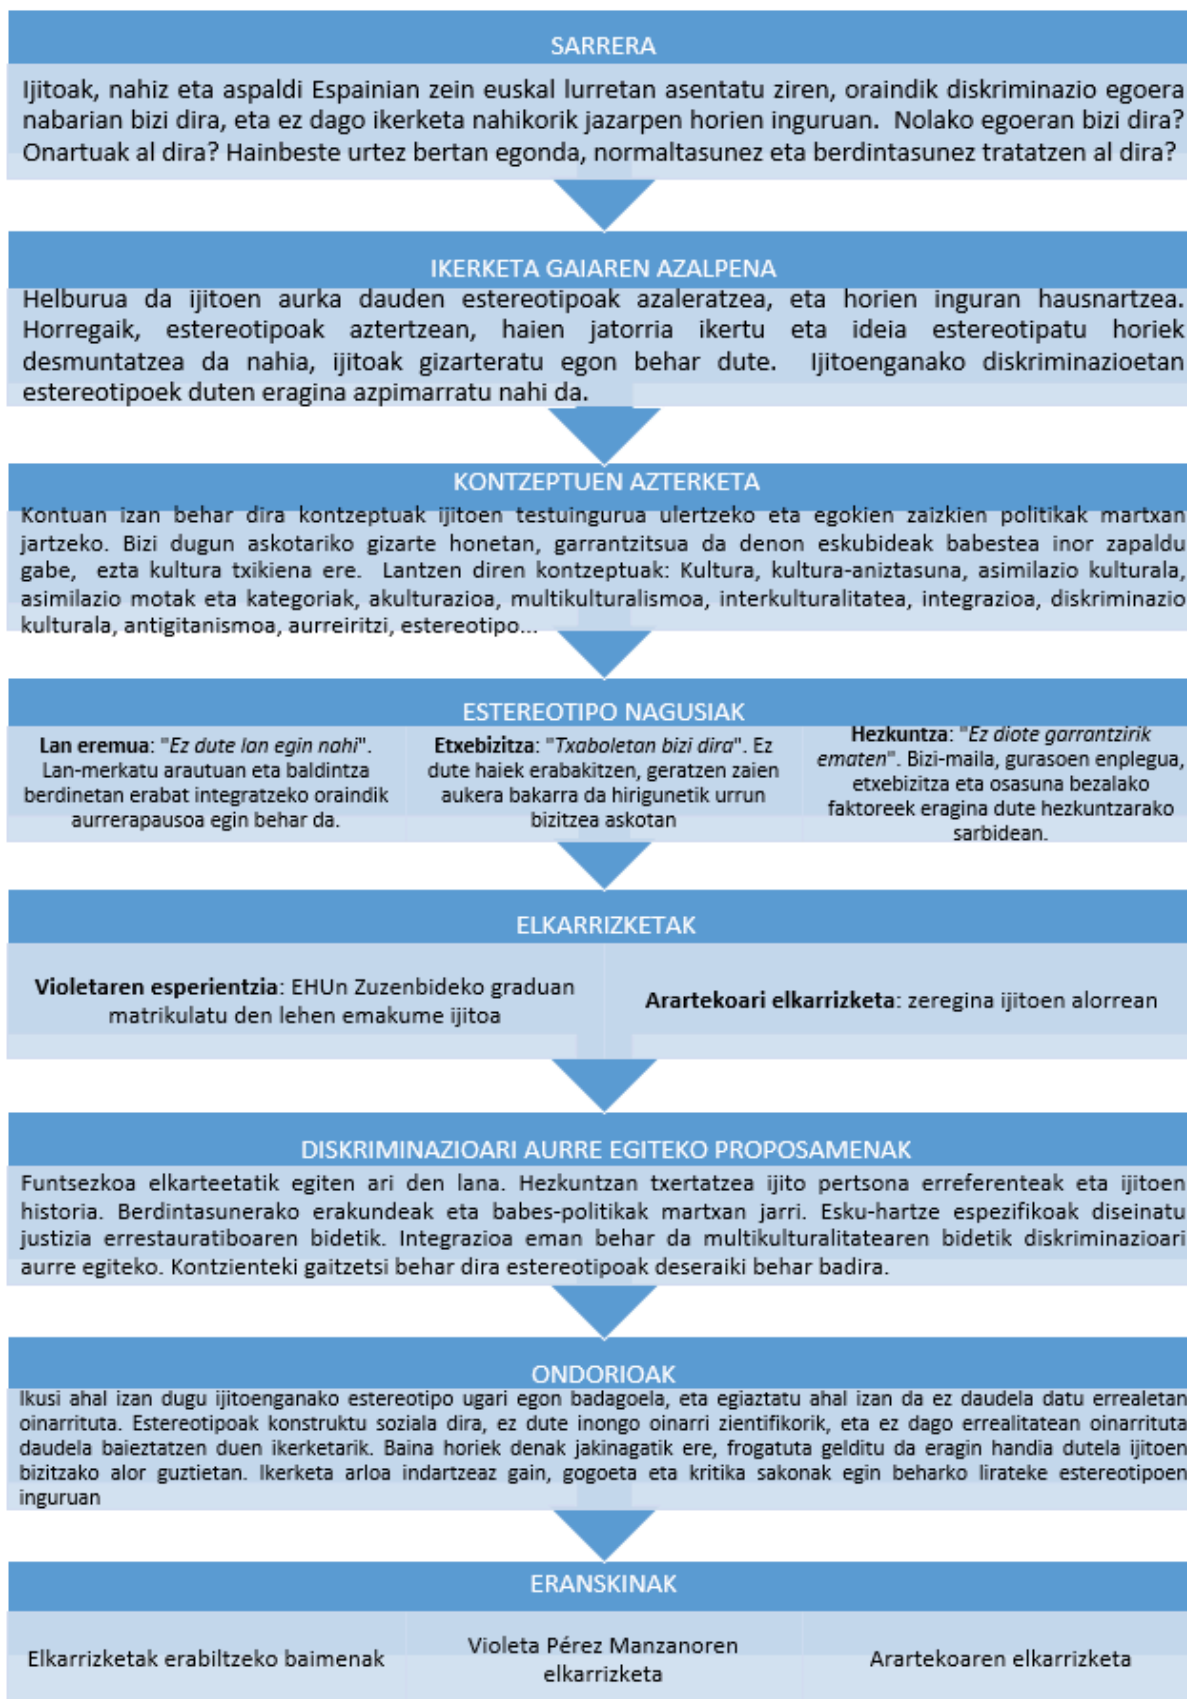 SARRERA
Ijitoak, nahiz eta aspaldi Espainian zein euskal lurretan asentatu ziren, oraindik diskriminazio egoera
nabarian bizi dira, eta ez dago ikerketa nahikorik jazarpen horien inguruan. Nolako egoeran bizi dira?
Onartuak al dira? Hainbeste urtez bertan egonda, normaltasunez eta berdintasunez tratatzen al dira?
IKERKETA GAIAREN AZALPENA
Helburua da ijitoen aurka dauden estereotipoak azaleratzea, eta horien inguran hausnartzea.
Horregaik, estereotipoak aztertzean, haien jatorria ikertu eta ideia estereotipatu horiek
desmuntatzea da nahia, ijitoak gizarteratu egon behar dute. Ijitoenganako diskriminazioetan
estereotipoek duten eragina azpimarratu nahi da.
KONTZEPTUEN AZTERKETA
Kontuan izan behar dira kontzeptuak ijitoen testuingurua ulertzeko eta egokien zaizkien politikak martxan
jartzeko. Bizi dugun askotariko gizarte honetan, garrantzitsua da denon eskubideak babestea inor zapaldu
gabe, ezta kultura txikiena ere. Lantzen diren kontzeptuak: Kultura, kultura-aniztasuna, asimilazio kulturala,
asimilazio motak eta kategoriak, akulturazioa, multikulturalismoa, interkulturalitatea, integrazioa, diskriminazio
kulturala, antigitanismoa, aurreiritzi, estereotipo...
ESTEREOTIPO NAGUSIAK
Lan eremua: "Ez dute lan egin nahi".
Lan-merkatu arautuan eta baldintza
berdinetan erabat integratzeko oraindik
aurrerapausoa egin behar da.
Etxebizitza: "Txaboletan bizi dira". Ez
dute haiek erabakitzen, geratzen zaien
aukera bakarra da hirigunetik urrun
bizitzea askotan
Hezkuntza: "Ez diote garrantzirik
ematen". Bizi-maila, gurasoen enplegua,
etxebizitza eta osasuna bezalako
faktoreek eragina dute hezkuntzarako
sarbidean.
ELKARRIZKETAK
Violetaren esperientzia: EHUn Zuzenbideko graduan
matrikulatu den lehen emakume ijitoa
Arartekoari elkarrizketa: zeregina ijitoen alorrean
DISKRIMINAZIOARI AURRE EGITEKO PROPOSAMENAK
Funtsezkoa elkarteetatik egiten ari den lana. Hezkuntzan txertatzea ijito pertsona erreferenteak eta ijitoen
historia. Berdintasunerako erakundeak eta babes-politikak martxan jarri. Esku-hartze espezifikoak diseinatu
justizia errestauratiboaren bidetik. Integrazioa eman behar da multikulturalitatearen bidetik diskriminazioari
aurre egiteko. Kontzienteki gaitzetsi behar dira estereotipoak deseraiki behar badira.
ONDORIOAK
Ikusi ahal izan dugu ijitoenganako estereotipo ugari egon badagoela, eta egiaztatu ahal izan da ez daudela datu errealetan
oinarrituta. Estereotipoak konstruktu soziala dira, ez dute inongo oinarri zientifikorik, eta ez dago errealitatean oinarrituta
daudela baieztatzen duen ikerketarik. Baina horiek denak jakinagatik ere, frogatuta gelditu da eragin handia dutela ijitoen
bizitzako alor guztietan. Ikerketa arloa indartzeaz gain, gogoeta eta kritika sakonak egin beharko lirateke estereotipoen
inguruan
ERANSKINAK
Elkarrizketak erabiltzeko baimenak
Violeta Pérez Manzanoren
elkarrizketa
Arartekoaren elkarrizketa